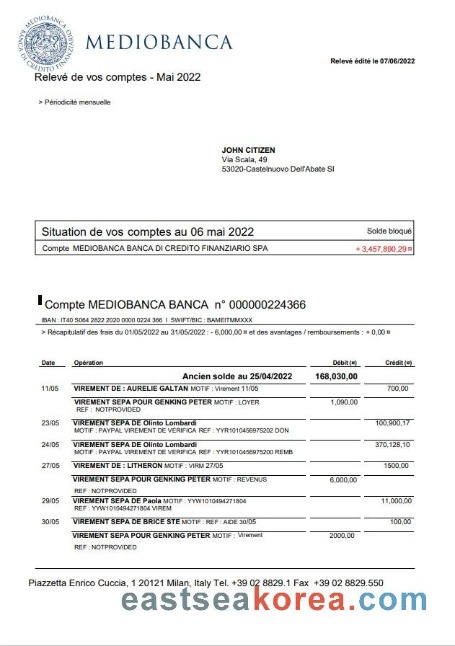 MEDIOBANCA
Relevé édité le 07/06/2022
Relevé de vos comptes - Mai 2022
> Périodicité mensuelle
JOHN CITIZEN
Via Scala, 49
53020-Castelnuovo Dell'Abate SI
Situation de vos comptes au 06 mai 2022 Solde bloqué
Compte MEDIOBANCA BANCA DI CREDITO FINANZIARIO SPA + 3,457,890,29 ¤
Compte MEDIOBANCA BANCA n° 000000224366
IBAN : IT40 S064 2822 2020 0000 0224 366 I SWIFT/BIC : BAMEITMMXXX
> Récapitulatif des frais du 01/05/2022 au 31/05/2022 : - 6,000,00 ¤ et des avantages / remboursements : + 0,00 ¤
Date Opération Débit(¤) Crédit(¤)
Ancien solde au 25/04/2022 168,030,00
11/05 VIREMENT DE : AURELIE GALTAN MOTIF : Virement 11/05 700,00
VIREMENT SEPA POUR GENKING PETER MOTIF : LOYER 1,090,00
REF : NOTPROVIDED
23/05 VIREMENT SEPA DE Olinto Lombardi 100,900,17
MOTIF : PAYPAL VIREMENT DE VERIFICA REF : YYR1010456975202 DON
24/05 VIREMENT SEPA DE Olinto Lombardi 370,128,10
MOTIF : PAYPAL VIREMENT DE VERIFICA REF : YYR1010456975200 REMB
27/05 VIREMENT DE : LITHERON MOTIF : VIRM 27/05 1500,00
VIREMENT SEPA POUR GENKING PETER MOTIF : REVENUS 6,000,00
REF : NOTPROVIDED
29/05 VIREMENT SEPA DE Paola MOTIF : YYW1010494271804 11,000,00
REF : YYW1010494271804 VIREM
30/05 VIREMENT SEPA DE BRICE STE MOTIF : REF : AIDE 30/05 100,00
VIREMENT SEPA POUR GENKING PETER MOTIF : Virement 2000,00
REF : NOTPROVIDED
Piazzetta Enrico Cuccia, 1 20121 Milan, Italy Tel. +39 02 8829.1 Fax +39 02 8829.550
eastseakorea.com